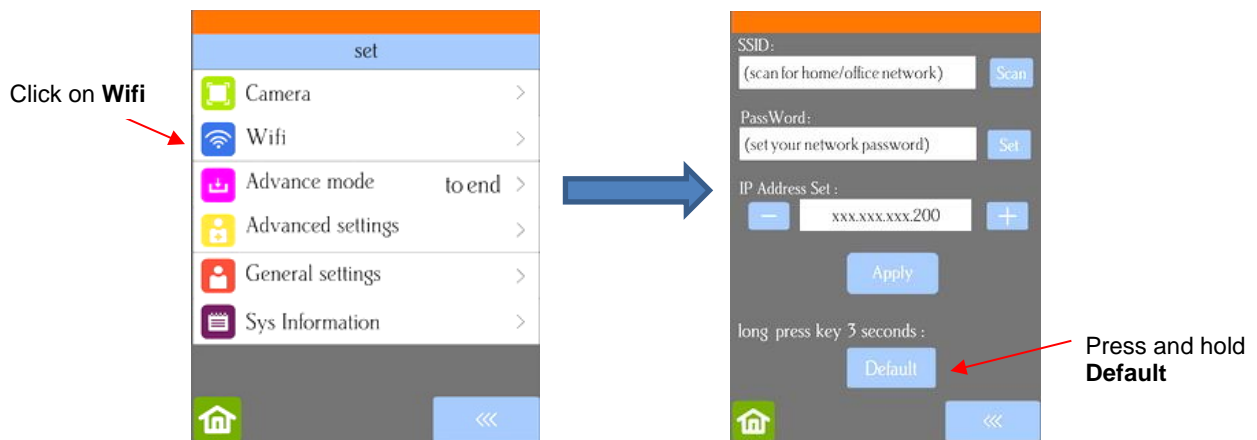 Click on Wifi
set
Camera
Wifi
Advance mode to end
Advanced settings
General settings
Sys Information
SSID:
(scan for home/office network) Scan
PassWord:
(set your network password) Set
IP Address Set :
xxx.xxx.xxx.200
Apply
long press key 3 seconds :
Default
Press and hold
Default